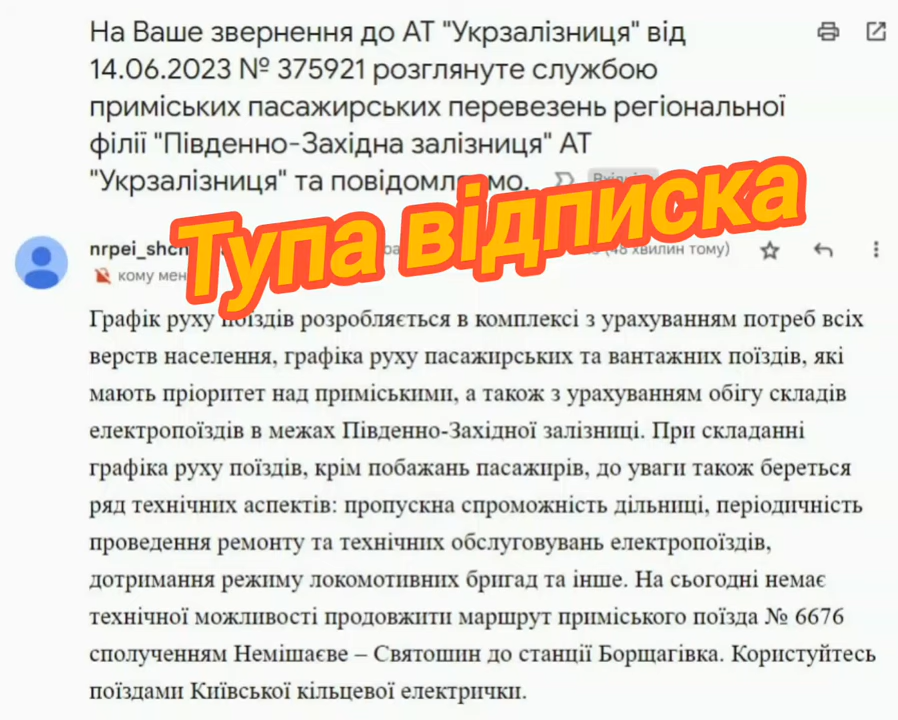 На Ваше звернення до АТ "Укрзалізниця" від
14.06.2023 № 375921 розглянуте службою
приміських пасажирських перевезень регіональної
філії "Південно-Західна залізниця" АТ
"Укрзалізниця" та повідомляємо.
Тупа відписка
nrpei_shch
хвилин тому)
кому мен
Графік руху поїздів розробляється в комплексі з урахуванням потреб всіх
верств населення, графіка руху пасажирських та вантажних поїздів, які
мають пріоритет над приміськими, а також з урахуванням обігу складів
електропоїздів в межах Південно-Західної залізниці. При складанні
графіка руху поїздів, крім побажань пасажирів, до уваги також береться
ряд технічних аспектів: пропускна спроможність дільниці, періодичність
проведення ремонту та технічних обслуговувань електропоїздів,
дотримання режиму локомотивних бригад та інше. На сьогодні немає
технічної можливості продовжити маршрут приміського поїзда № 6676
сполученням Немішаєве – Святошин до станції Борщагівка. Користуйтесь
поїздами Київської кільцевої електрички.